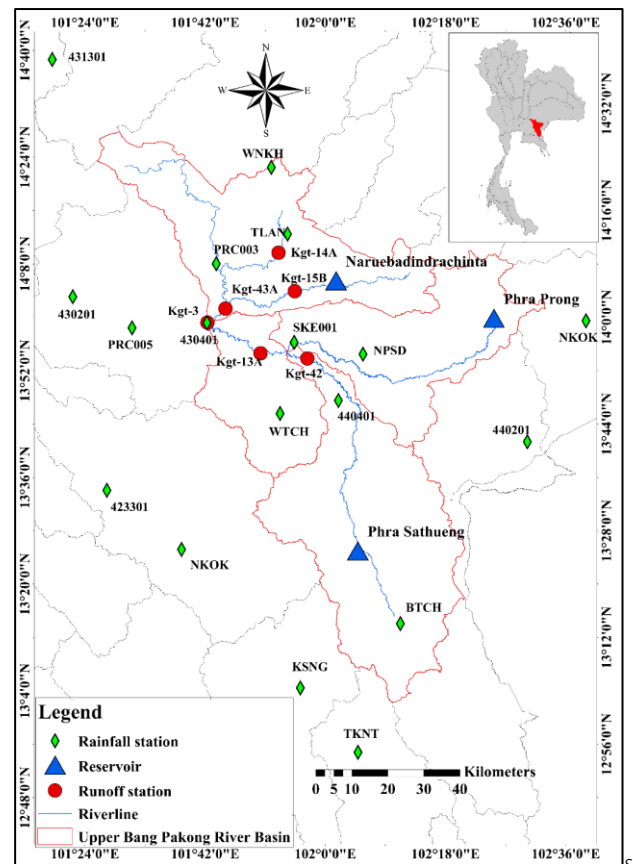 101°24'0"E 101°42'0"E 102°0'0"E 102°18'0"E 102°36'0"E
14°40'0"N
14°24'0"N
14°8'0"N
13°52'0"N
13°36'0"N
13°20'0"N
13°4'0"N
12°48'0"N
14°32'0"N
14°16'0"N
14°0'0"N
13°44'0"N
13°28'0"N
13°12'0"N
12°56'0"N
431301
N
W E
S
WNKH
TLAN
PRC003
Kgt-14A
Naruebadindrachinta
Kgt-15B
Kgt-43A
Phra Prong
430201
Kgt-3
430401
PRC005
SKE001
NKOK
NPSD
Kgt-13A
Kgt-42
440401
WTCH
440201
423301
Phra Sathueng
NKOK
BTCH
KSNG
TKNT
Legend
Rainfall station
Reservoir
Runoff station
Riverline
Upper Bang Pakong River Basin
Kilometers
0 5 10 20 30 40
101°24'0"E 101°42'0"E 102°0'0"E 102°18'0"E 102°36'0"E